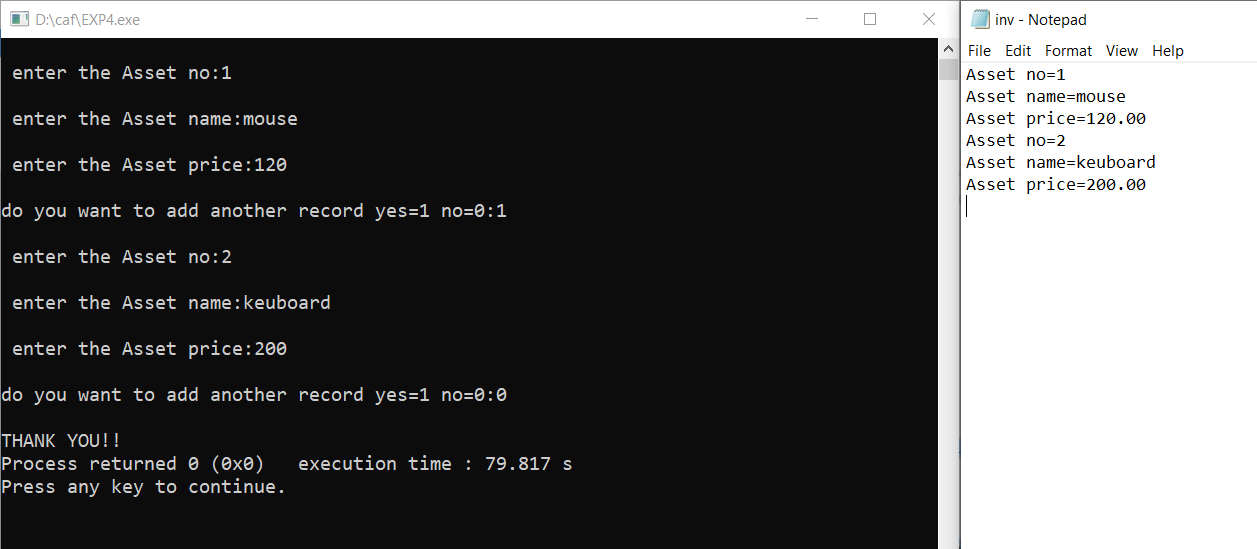 D:\caf\EXP4.exe
enter the Asset no:1
enter the Asset name:mouse
enter the Asset price:120
do you want to add another record yes=1 no=0:1
enter the Asset no:2
enter the Asset name:keuboard
enter the Asset price:200
do you want to add another record yes=1 no=0:0
THANK YOU!!
Process returned 0 (0x0)   execution time : 79.817 s
Press any key to continue.
inv - Notepad
File Edit Format View Help
Asset no=1
Asset name=mouse
Asset price=120.00
Asset no=2
Asset name=keuboard
Asset price=200.00